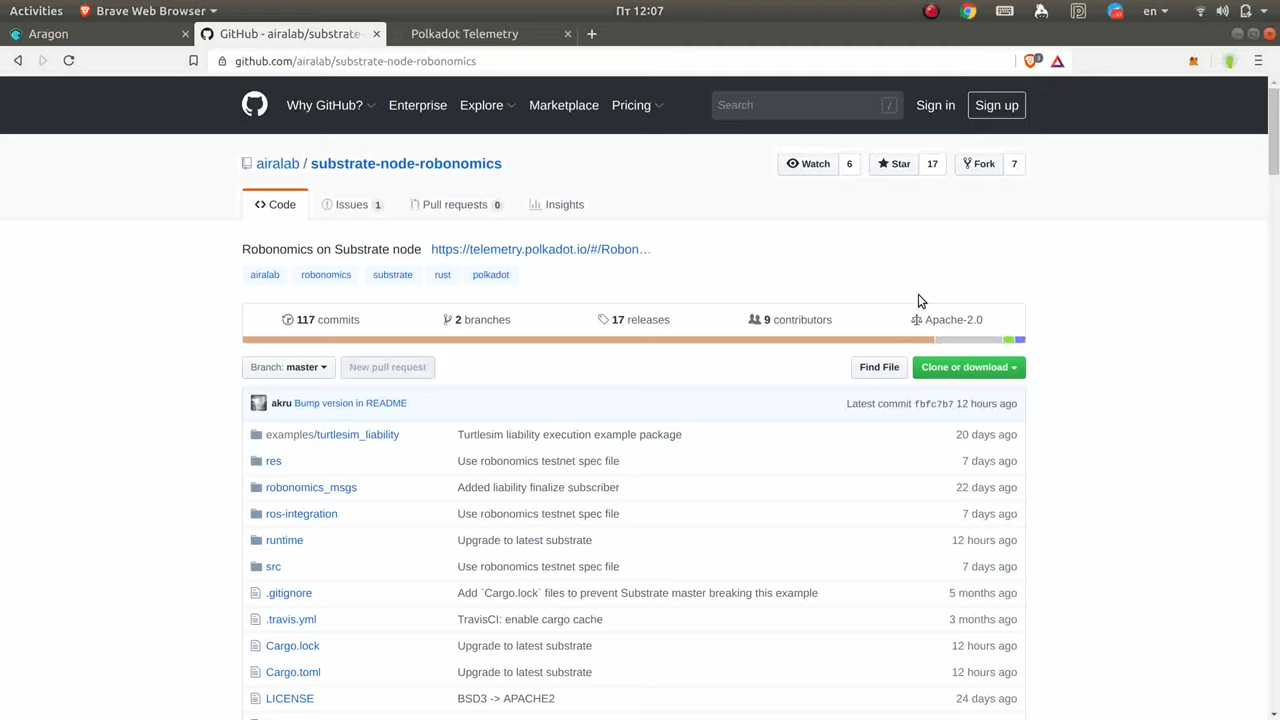 Activities Brave Web Browser Пт 12:07 en
Aragon × GitHub - airalab/substrate- × Polkadot Telemetry × +
github.com/airalab/substrate-node-robonomics 3
Why GitHub? Enterprise Explore Marketplace Pricing Search / Sign in Sign up
airalab / substrate-node-robonomics Watch 6 Star 17 Fork 7
Code Issues 1 Pull requests 0 Insights
Robonomics on Substrate node https://telemetry.polkadot.io/#/Robon…
airalab robonomics substrate rust polkadot
117 commits 2 branches 17 releases 9 contributors Apache-2.0
Branch: master New pull request Find File Clone or download
akru Bump version in README Latest commit fbfc7b7 12 hours ago
examples/turtlesim_liability Turtlesim liability execution example package 20 days ago
res Use robonomics testnet spec file 7 days ago
robonomics_msgs Added liability finalize subscriber 22 days ago
ros-integration Use robonomics testnet spec file 7 days ago
runtime Upgrade to latest substrate 12 hours ago
src Use robonomics testnet spec file 7 days ago
.gitignore Add `Cargo.lock` files to prevent Substrate master breaking this example 5 months ago
.travis.yml TravisCI: enable cargo cache 3 months ago
Cargo.lock Upgrade to latest substrate 12 hours ago
Cargo.toml Upgrade to latest substrate 12 hours ago
LICENSE BSD3 -> APACHE2 24 days ago